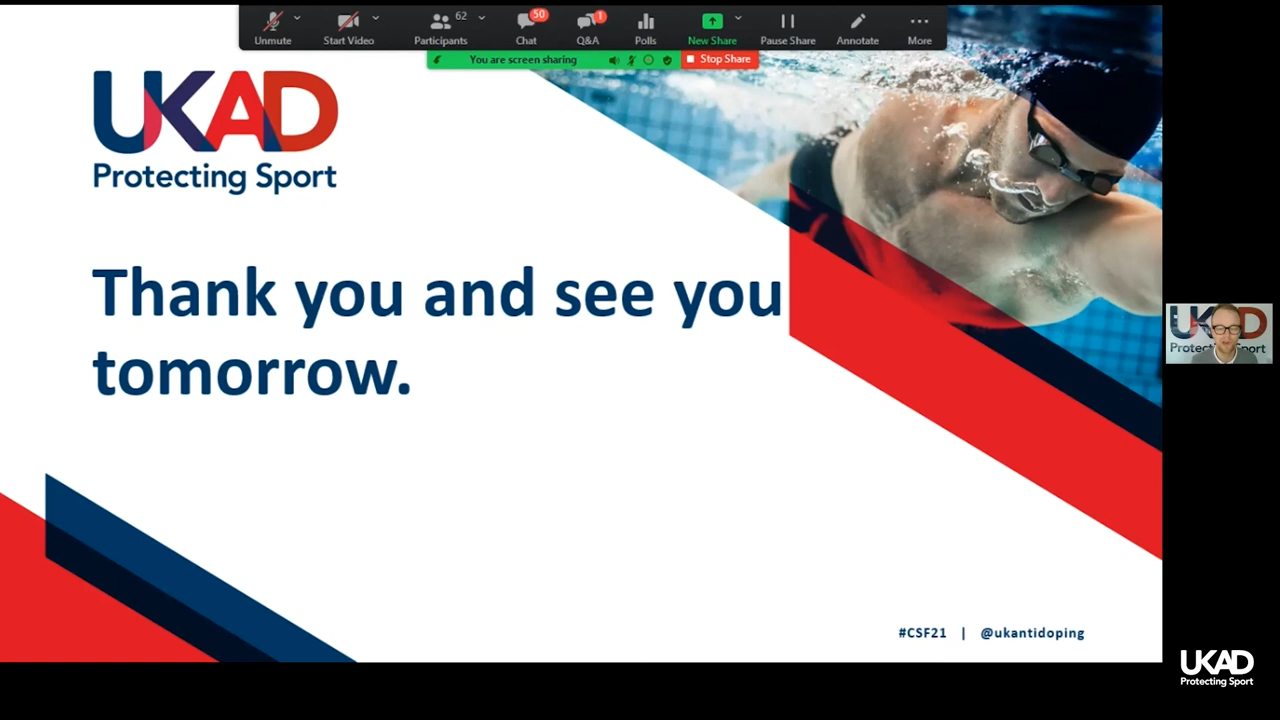 Unmute
Start Video
62
Participants
50
Chat
1
Q&A
Polls
New Share
Pause Share
Annotate
More
You are screen sharing
Stop Share
UKAD
Protecting Sport
Thank you and see you
tomorrow.
UKAD
#CSF21 | @ukantidoping
UKAD
Protecting Sport